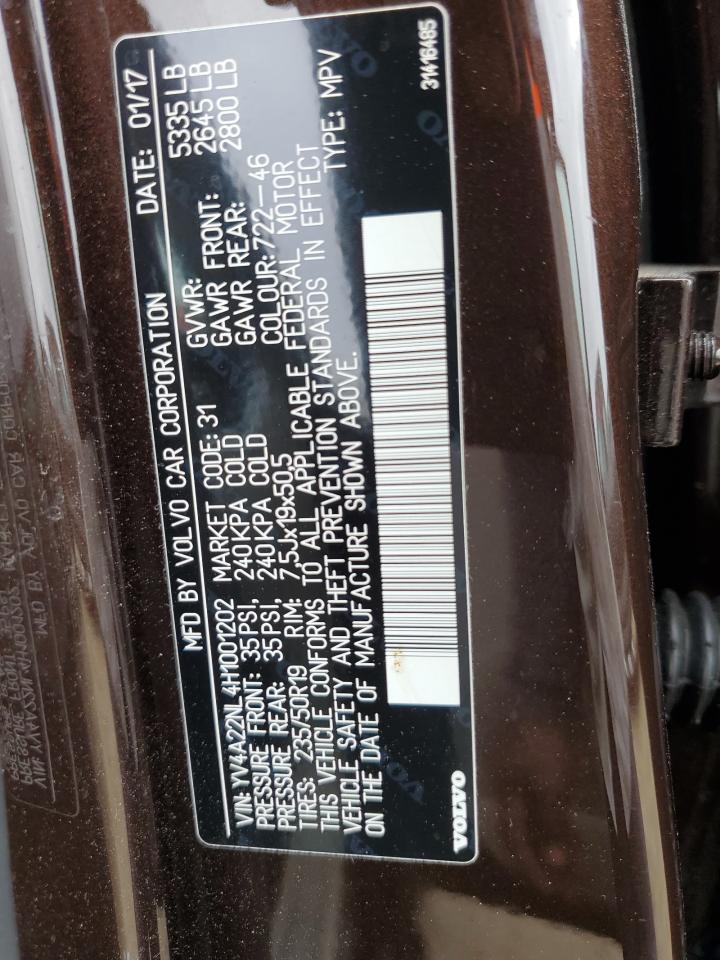 MFD BY VOLVO CAR CORPORATION DATE: 01/17
VIN: YV4A22NL4H1001202 GVWR: 5335 LB
PRESSURE FRONT: 35PSI, MARKET CODE: 31 GAWR FRONT: 2645 LB
240KPA COLD
PRESSURE REAR: 35PSI, 240KPA COLD GAWR REAR: 2800 LB
TIRES: 235/50R19 RIM: 7,5Jx19x50,5 COLOUR: 722-46
THIS VEHICLE CONFORMS TO ALL APPLICABLE FEDERAL MOTOR
VEHICLE SAFETY AND THEFT PREVENTION STANDARDS IN EFFECT
ON THE DATE OF MANUFACTURE SHOWN ABOVE. TYPE: MPV
VOLVO 31416485